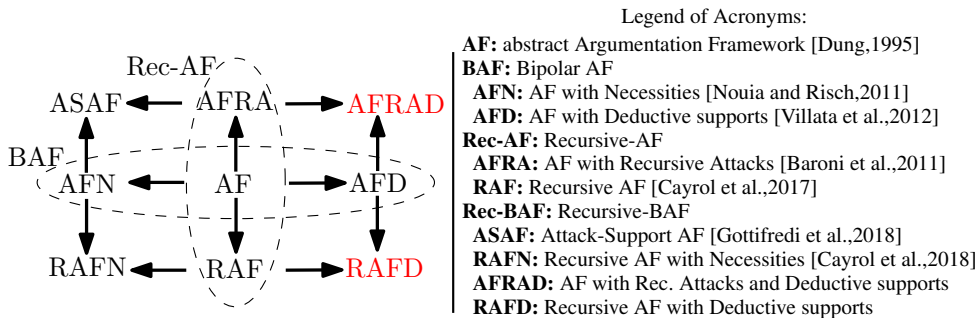 Rec-AF
ASAF AFRA AFRAD
BAF
AFN AF AFD
RAFN RAF RAFD
Legend of Acronyms:
AF: abstract Argumentation Framework [Dung,1995]
BAF: Bipolar AF
AFN: AF with Necessities [Nouia and Risch,2011]
AFD: AF with Deductive supports [Villata et al.,2012]
Rec-AF: Recursive-AF
AFRA: AF with Recursive Attacks [Baroni et al.,2011]
RAF: Recursive AF [Cayrol et al.,2017]
Rec-BAF: Recursive-BAF
ASAF: Attack-Support AF [Gottifredi et al.,2018]
RAFN: Recursive AF with Necessities [Cayrol et al.,2018]
AFRAD: AF with Rec. Attacks and Deductive supports
RAFD: Recursive AF with Deductive supports